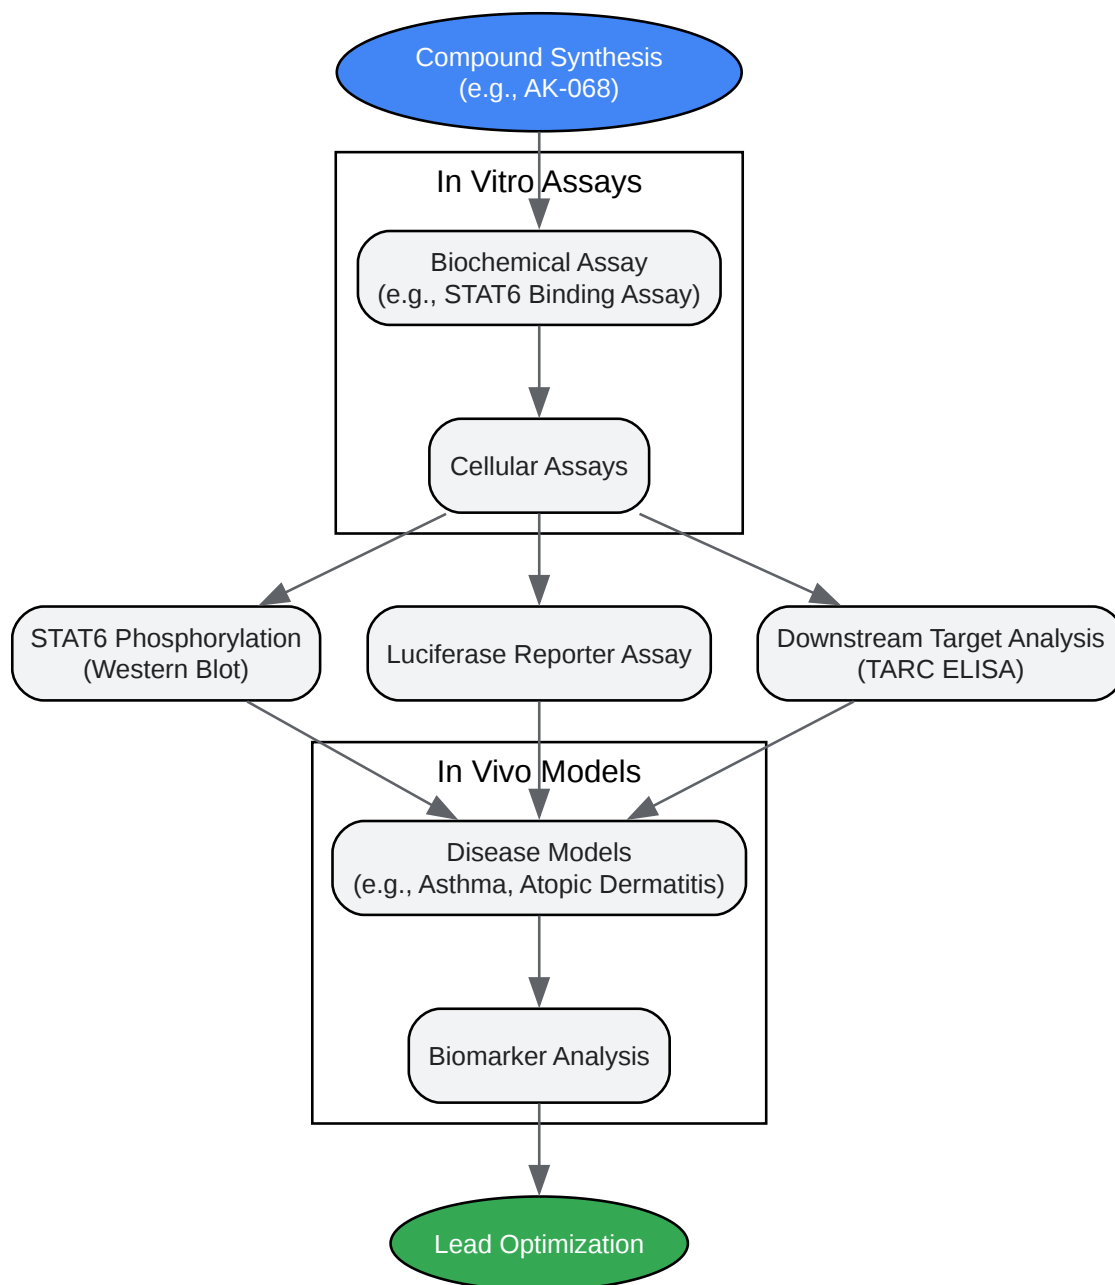 Compound Synthesis
(e.g., AK-068)
In Vitro Assays
Biochemical Assay
(e.g., STAT6 Binding Assay)
Cellular Assays
STAT6 Phosphorylation
(Western Blot)
Luciferase Reporter Assay
Downstream Target Analysis
(TARC ELISA)
In Vivo Models
Disease Models
(e.g., Asthma, Atopic Dermatitis)
Biomarker Analysis
Lead Optimization